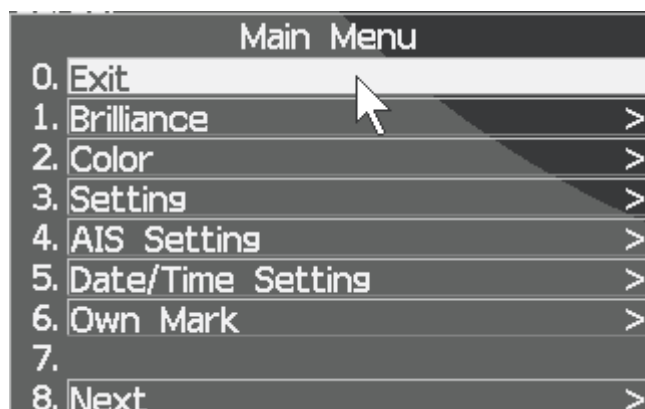 Main Menu
0. Exit
1. Brilliance >
2. Color >
3. Setting >
4. AIS Setting >
5. Date/Time Setting >
6. Own Mark >
7.
8. Next >